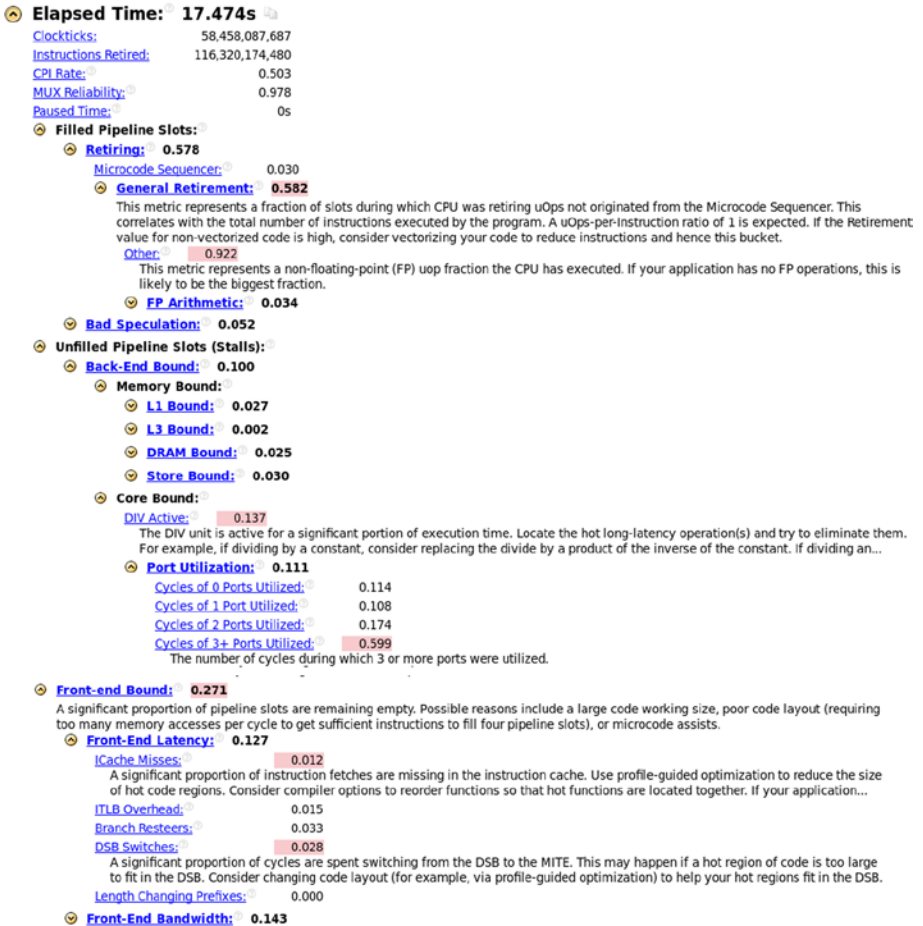 Elapsed Time: 17.474s
Clockticks: 58,458,087,687
Instructions Retired: 116,320,174,480
CPI Rate: 0.503
MUX Reliability: 0.978
Paused Time: 0s
Filled Pipeline Slots:
Retiring: 0.578
Microcode Sequencer: 0.030
General Retirement: 0.582
This metric represents a fraction of slots during which CPU was retiring uOps not originated from the Microcode Sequencer. This
correlates with the total number of instructions executed by the program. A uOps-per-Instruction ratio of 1 is expected. If the Retirement
value for non-vectorized code is high, consider vectorizing your code to reduce instructions and hence this bucket.
Other: 0.922
This metric represents a non-floating-point (FP) uop fraction the CPU has executed. If your application has no FP operations, this is
likely to be the biggest fraction.
FP Arithmetic: 0.034
Bad Speculation: 0.052
Unfilled Pipeline Slots (Stalls):
Back-End Bound: 0.100
Memory Bound:
L1 Bound: 0.027
L3 Bound: 0.002
DRAM Bound: 0.025
Store Bound: 0.030
Core Bound:
DIV Active: 0.137
The DIV unit is active for a significant portion of execution time. Locate the hot long-latency operation(s) and try to eliminate them.
For example, if dividing by a constant, consider replacing the divide by a product of the inverse of the constant. If dividing an...
Port Utilization: 0.111
Cycles of 0 Ports Utilized: 0.114
Cycles of 1 Port Utilized: 0.108
Cycles of 2 Ports Utilized: 0.174
Cycles of 3+ Ports Utilized: 0.599
The number of cycles during which 3 or more ports were utilized.
Front-end Bound: 0.271
A significant proportion of pipeline slots are remaining empty. Possible reasons include a large code working size, poor code layout (requiring
too many memory accesses per cycle to get sufficient instructions to fill four pipeline slots), or microcode assists.
Front-End Latency: 0.127
ICache Misses: 0.012
A significant proportion of instruction fetches are missing in the instruction cache. Use profile-guided optimization to reduce the size
of hot code regions. Consider compiler options to reorder functions so that hot functions are located together. If your application...
ITLB Overhead: 0.015
Branch Resteers: 0.033
DSB Switches: 0.028
A significant proportion of cycles are spent switching from the DSB to the MITE. This may happen if a hot region of code is too large
to fit in the DSB. Consider changing code layout (for example, via profile-guided optimization) to help your hot regions fit in the DSB.
Length Changing Prefixes: 0.000
Front-End Bandwidth: 0.143